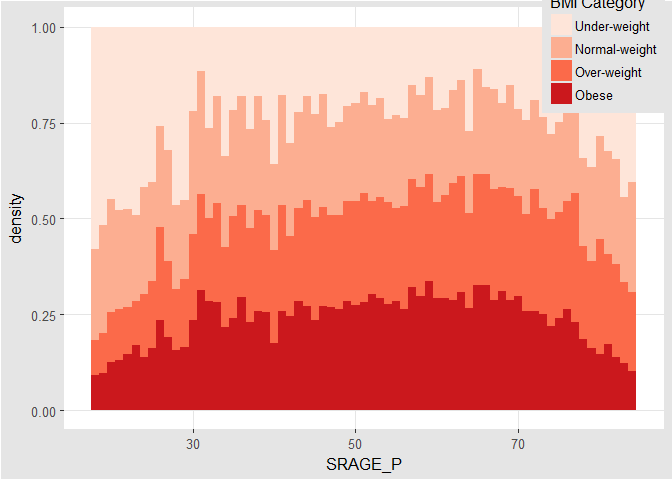 BMI Category
Under-weight
Normal-weight
Over-weight
Obese
1.00
0.75
0.50
0.25
0.00
density
30
50
70
SRAGE_P